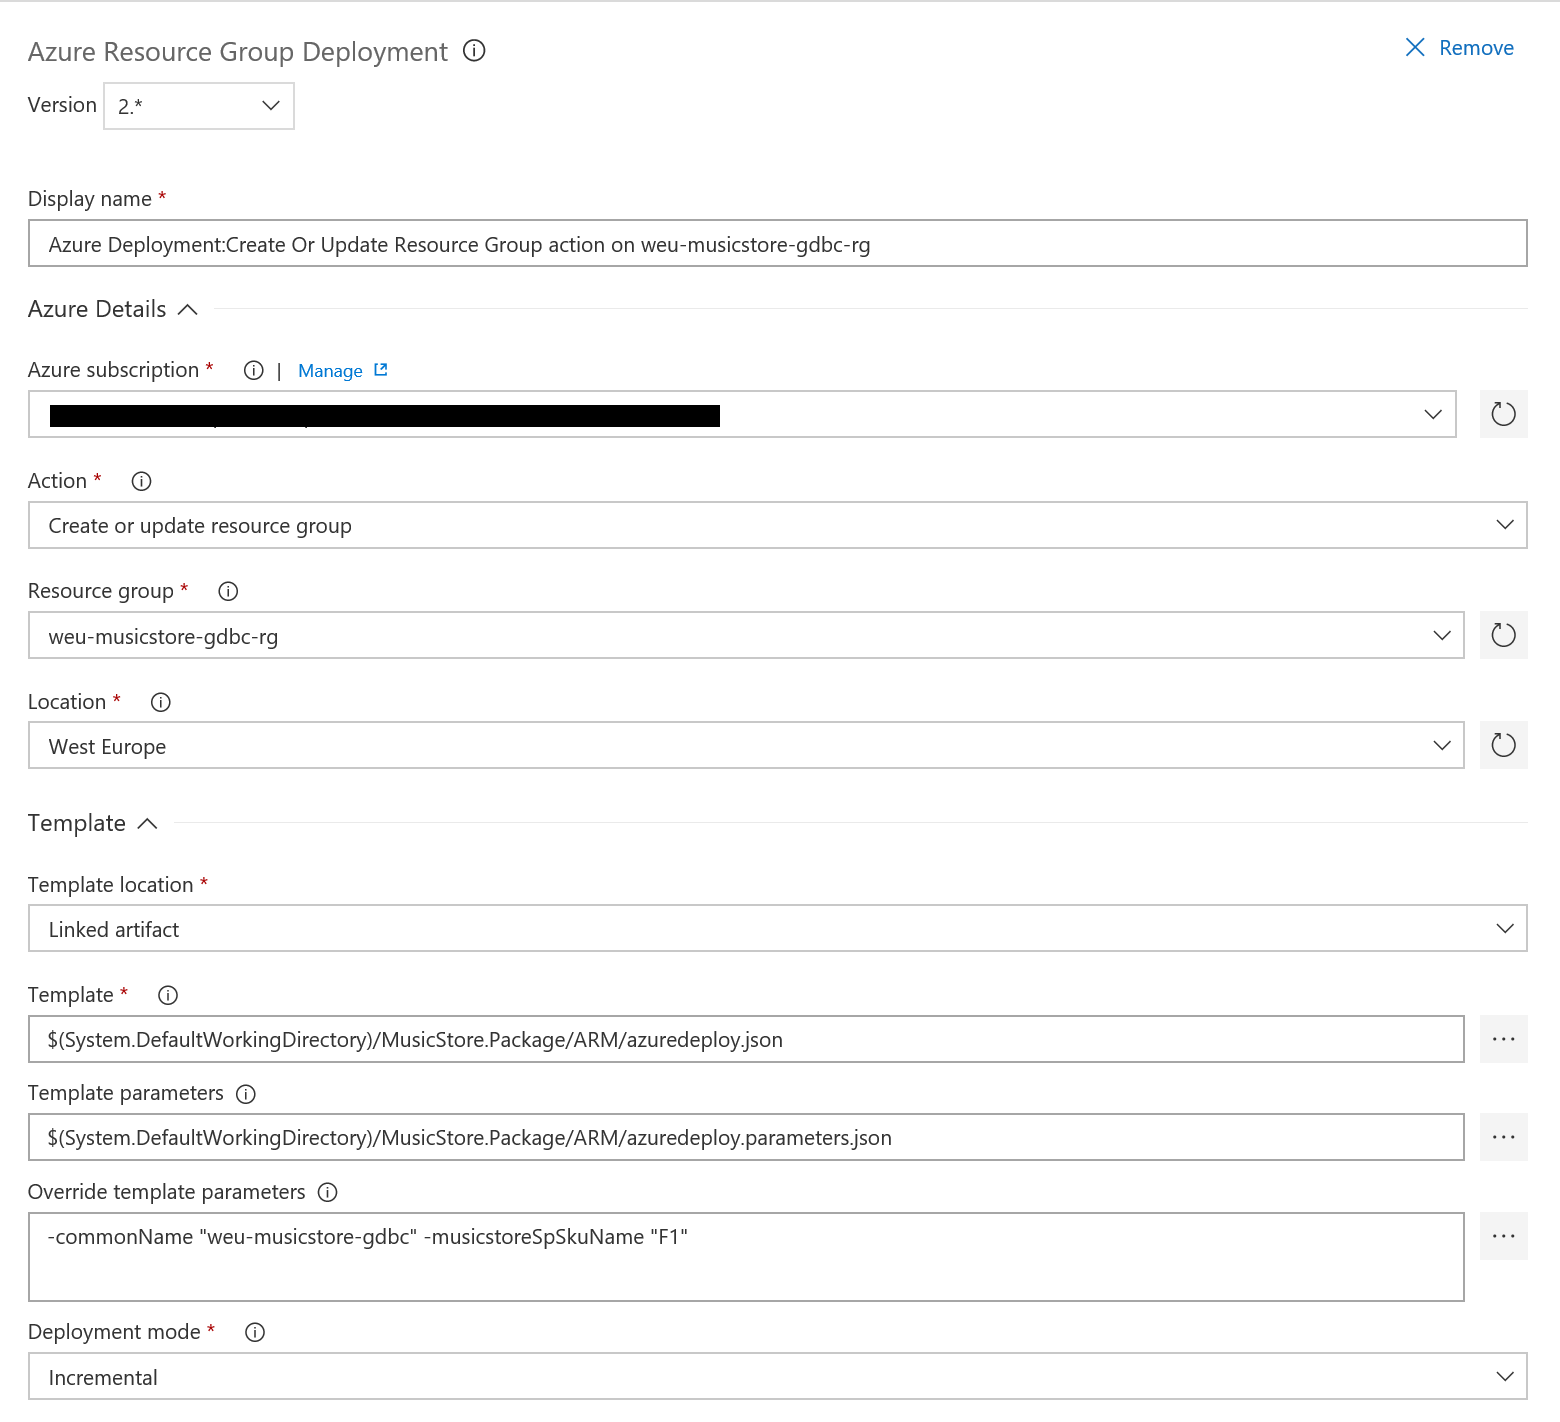 Azure Resource Group Deployment
Remove
Version 2.*
Display name *
Azure Deployment:Create Or Update Resource Group action on weu-musicstore-gdbc-rg
Azure Details
Azure subscription * | Manage
Action *
Create or update resource group
Resource group *
weu-musicstore-gdbc-rg
Location *
West Europe
Template
Template location *
Linked artifact
Template *
$(System.DefaultWorkingDirectory)/MusicStore.Package/ARM/azuredeploy.json
Template parameters
$(System.DefaultWorkingDirectory)/MusicStore.Package/ARM/azuredeploy.parameters.json
Override template parameters
-commonName "weu-musicstore-gdbc" -musicstoreSpSkuName "F1"
Deployment mode *
Incremental